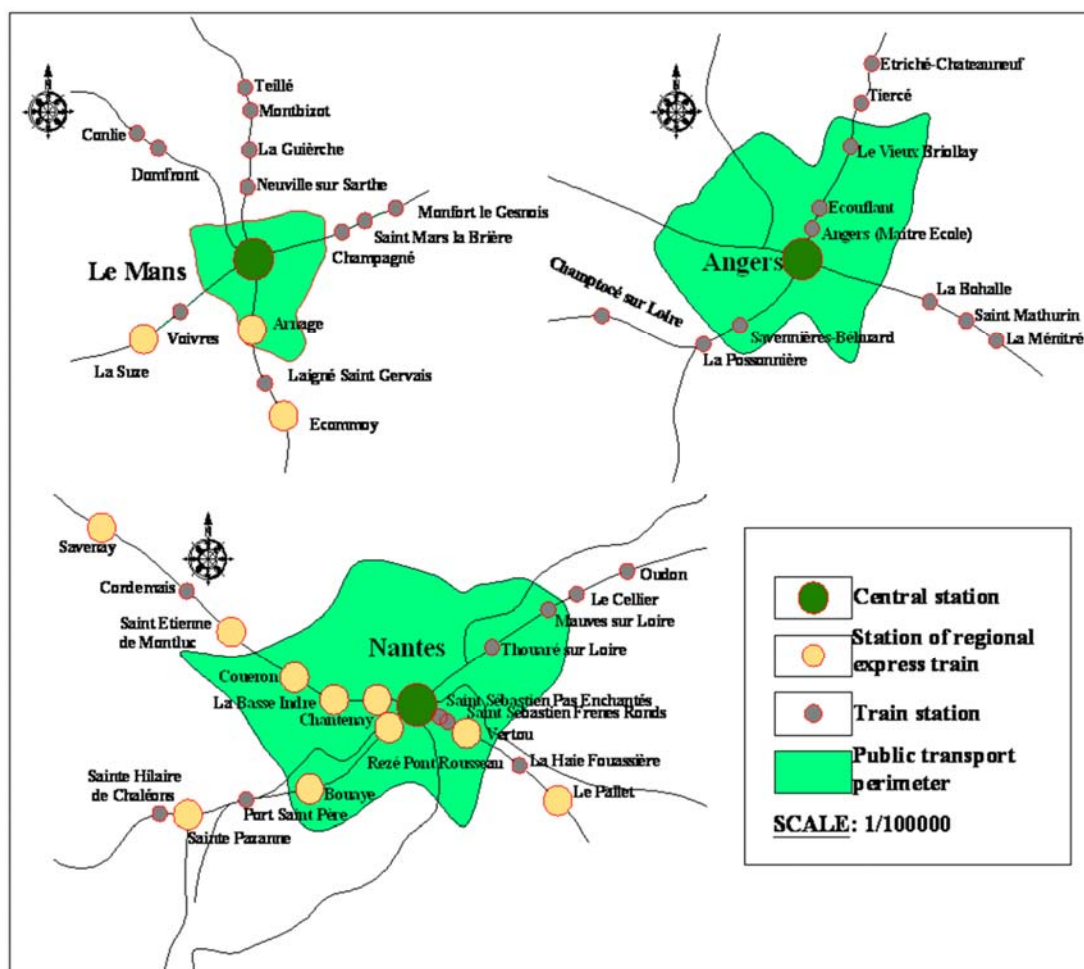 Teillé
Montbizot
Conlie
La Guièrche
Domfront
Neuville sur Sarthe
Monfort le Gesnois
Saint Mars la Brière
Champagné
Le Mans
Arnage
Voivres
La Suze
Laigné Saint Gervais
Ecommoy
Etriché-Chateauneuf
Tiercé
Le Vieux Briollay
Ecouflant
Angers (Maitre Ecole)
Angers
Champtocé sur Loire
La Bohalle
Saint Mathurin
La Ménitré
Savennières-Béhuard
La Possonnière
N
N
N
Savenay
Cordemais
Saint Etienne
de Montluc
Oudon
Le Cellier
Mauves sur Loire
Nantes
Thouaré sur Loire
Coueron
La Basse Indre
Saint Sébastien Pas Enchantés
Chantenay
Saint Sébastien Frenes Ronds
Vertou
Rezé Pont Rousseau
La Haie Fouassière
Sainte Hilaire
de Chaléons
Bouaye
Le Pallet
Port Saint Père
Sainte Pazanne
Central station
Station of regional
express train
Train station
Public transport
perimeter
SCALE: 1/100000